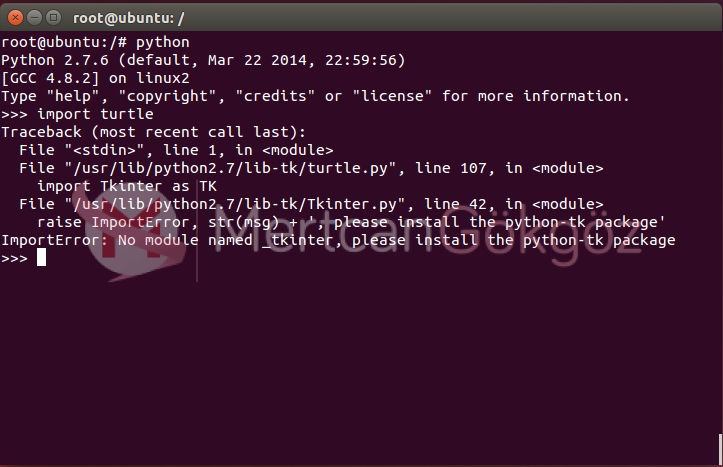 root@ubuntu: /
root@ubuntu:/# python
Python 2.7.6 (default, Mar 22 2014, 22:59:56)
[GCC 4.8.2] on linux2
Type "help", "copyright", "credits" or "license" for more information.
>>> import turtle
Traceback (most recent call last):
  File "<stdin>", line 1, in <module>
  File "/usr/lib/python2.7/lib-tk/turtle.py", line 107, in <module>
    import Tkinter as TK
  File "/usr/lib/python2.7/lib-tk/Tkinter.py", line 42, in <module>
    raise ImportError, str(msg) + ', please install the python-tk package'
ImportError: No module named _tkinter, please install the python-tk package
>>>
MertcanGökgöz